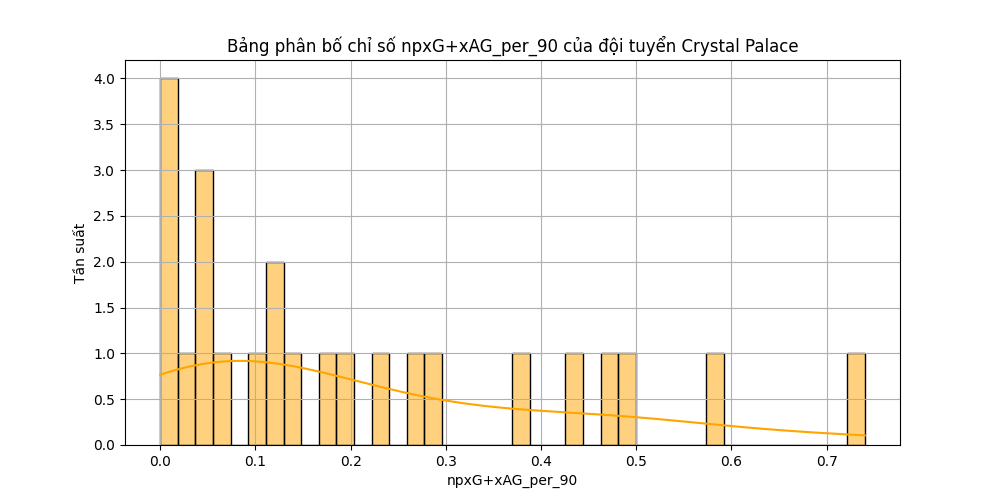 Bảng phân bố chỉ số npxG+xAG_per_90 của đội tuyển Crystal Palace
4.0
3.5
3.0
2.5
2.0
1.5
1.0
0.5
0.0
Tần suất
0.0 0.1 0.2 0.3 0.4 0.5 0.6 0.7
npxG+xAG_per_90